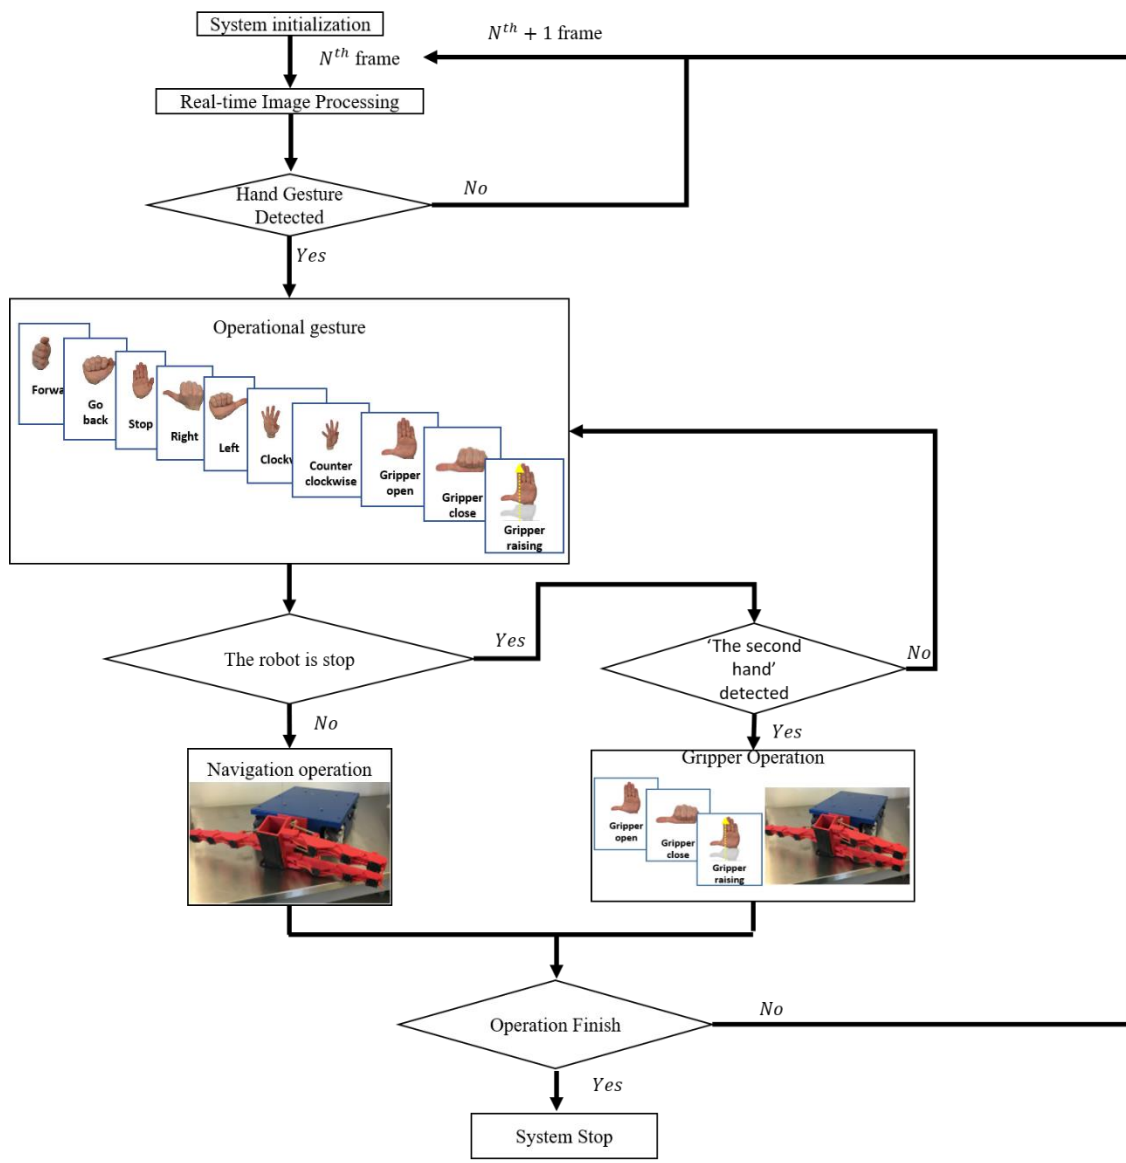 System initialization
N^{th} + 1 frame
N^{th} frame
Real-time Image Processing
Hand Gesture
Detected
No
Yes
Operational gesture
Forwa
Go
back
Stop
Right
Left
Clockw
Counter
clockwise
Gripper
open
Gripper
close
Gripper
raising
The robot is stop
Yes
'The second
hand'
detected
No
No
Yes
Navigation operation
Gripper Operation
Gripper
open
Gripper
close
Gripper
raising
Operation Finish
No
Yes
System Stop